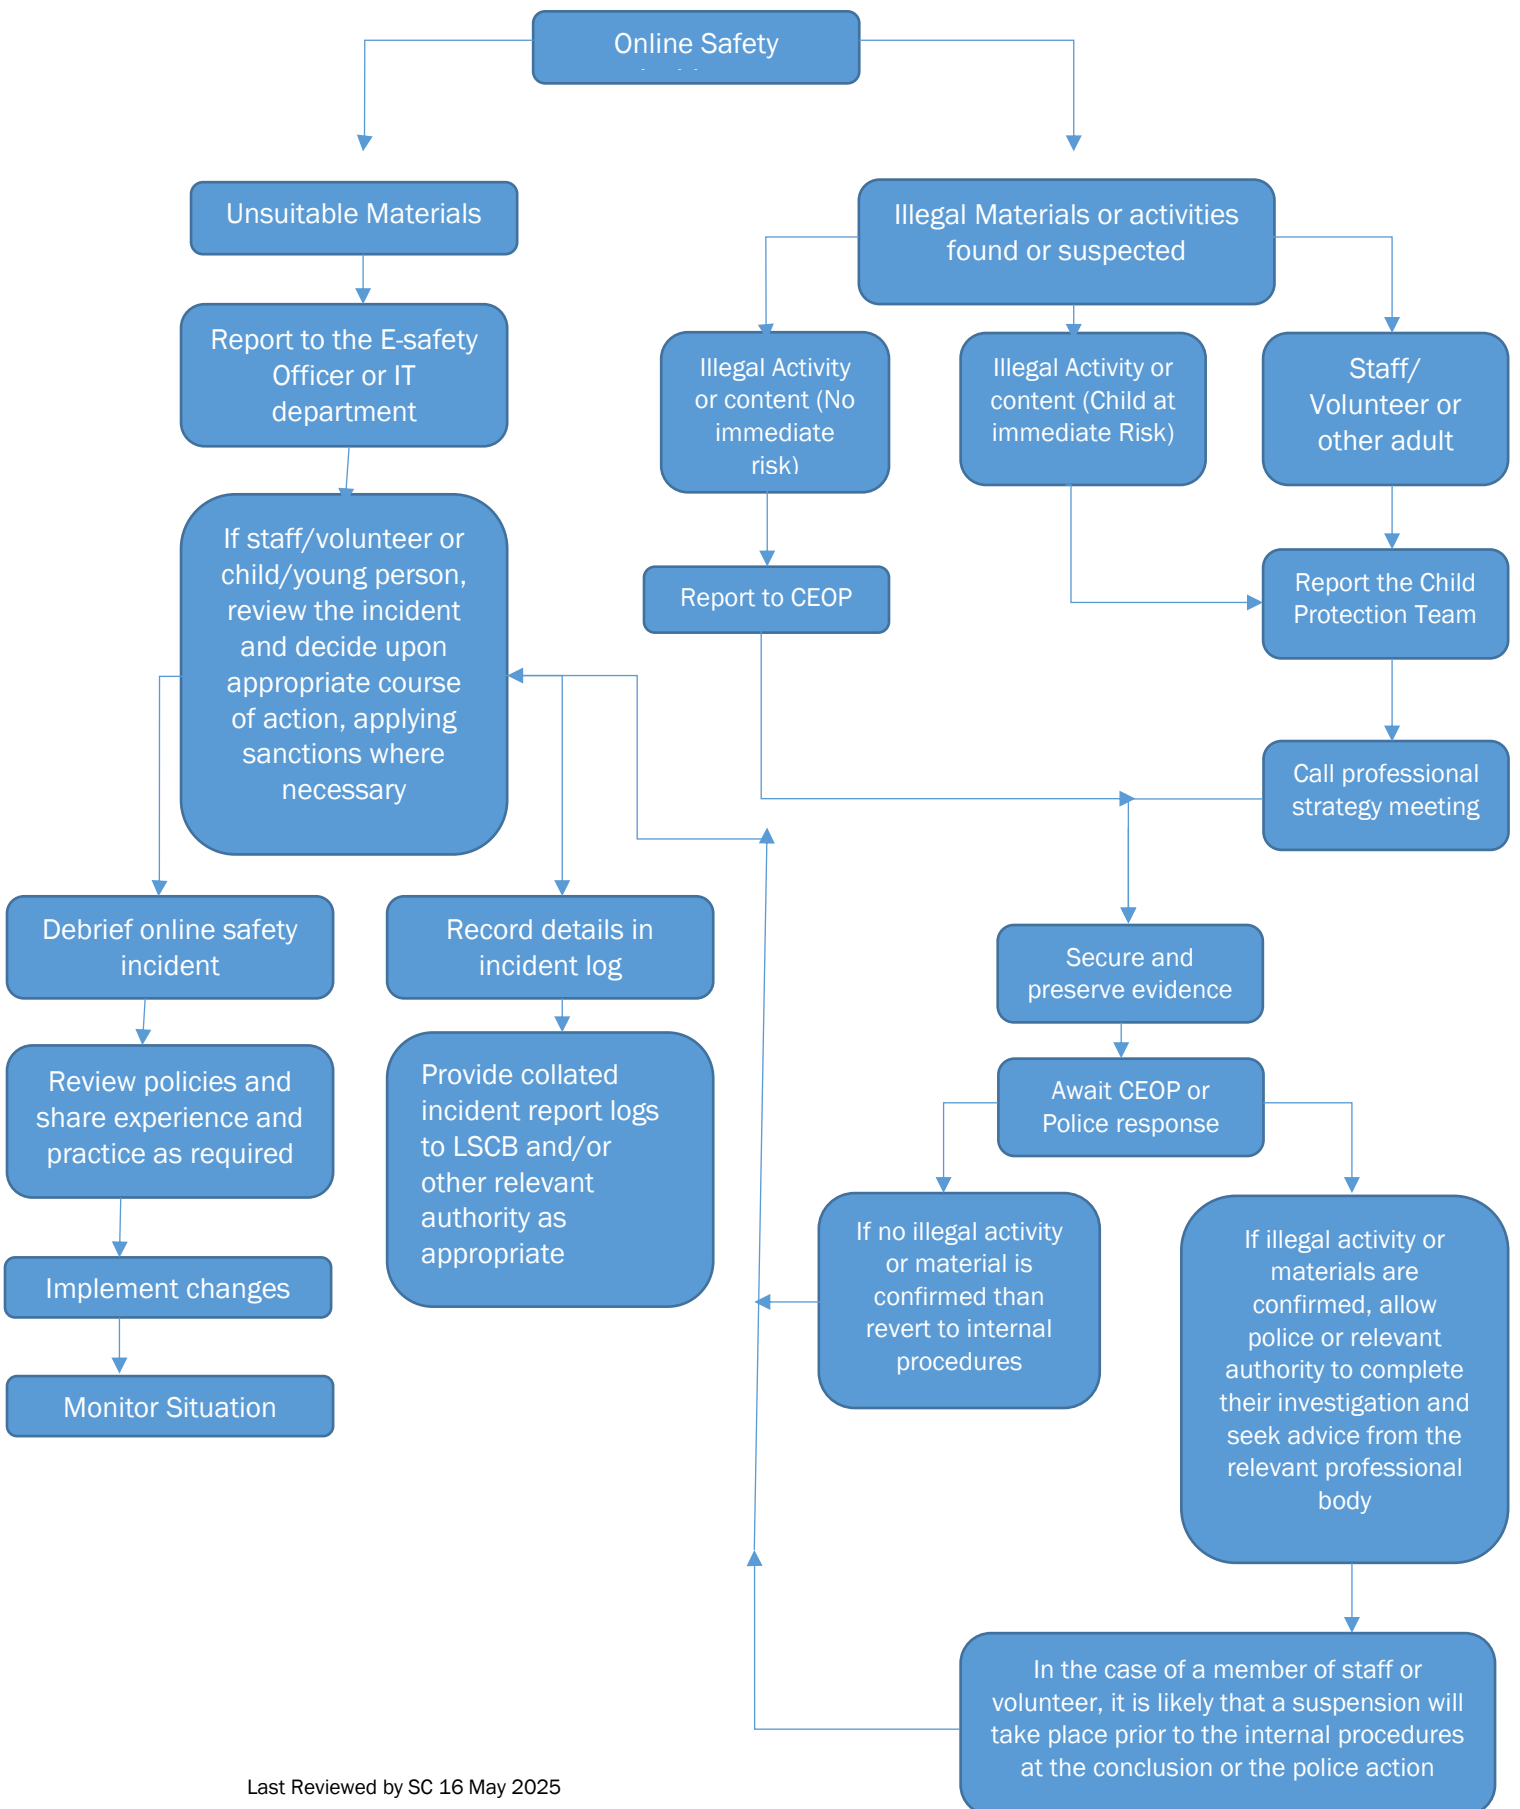 Online Safety
Unsuitable Materials
Illegal Materials or activities
found or suspected
Report to the E-safety
Officer or IT
department
Illegal Activity
or content (No
immediate
risk)
Illegal Activity or
content (Child at
immediate Risk)
Staff/
Volunteer or
other adult
If staff/volunteer or
child/young person,
review the incident
and decide upon
appropriate course
of action, applying
sanctions where
necessary
Report to CEOP
Report the Child
Protection Team
Call professional
strategy meeting
Debrief online safety
incident
Record details in
incident log
Secure and
preserve evidence
Review policies and
share experience and
practice as required
Provide collated
incident report logs
to LSCB and/or
other relevant
authority as
appropriate
Await CEOP or
Police response
Implement changes
Monitor Situation
If no illegal activity
or material is
confirmed than
revert to internal
procedures
If illegal activity or
materials are
confirmed, allow
police or relevant
authority to complete
their investigation and
seek advice from the
relevant professional
body
In the case of a member of staff or
volunteer, it is likely that a suspension will
take place prior to the internal procedures
at the conclusion or the police action
Last Reviewed by SC 16 May 2025